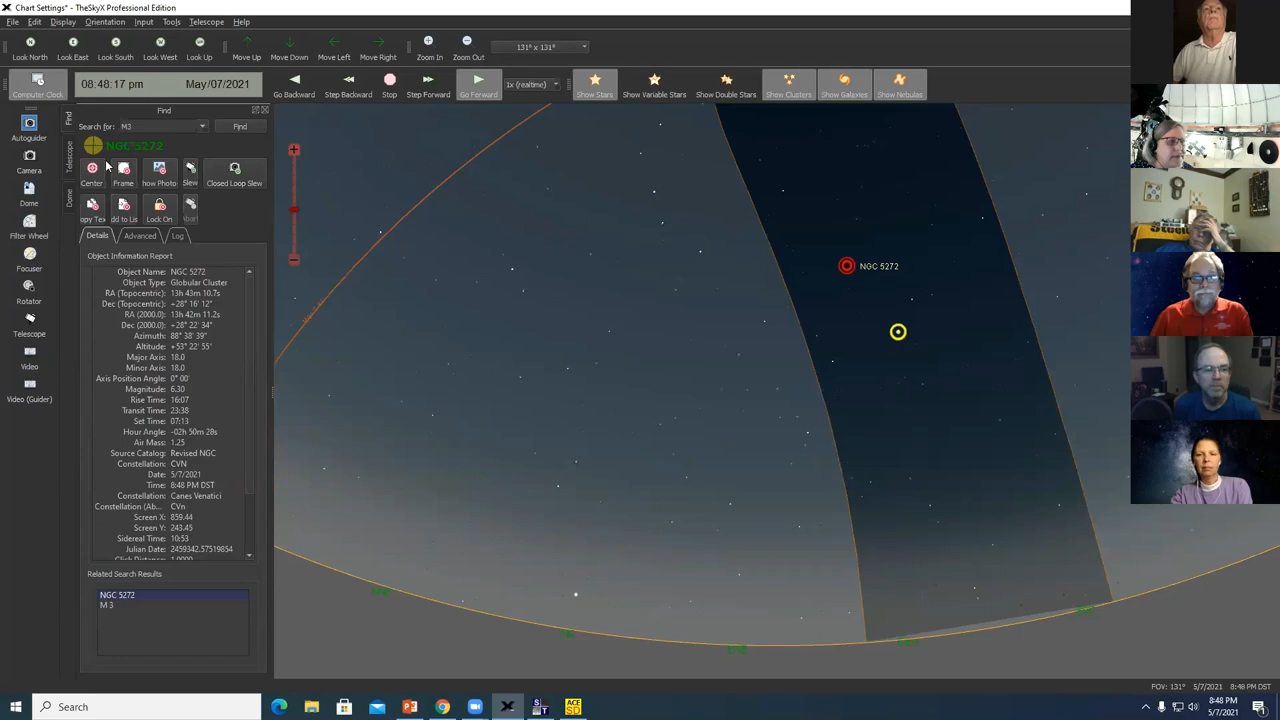 Chart Settings* - TheSkyX Professional Edition
File Edit Display Orientation Input Tools Telescope Help
Look North Look East Look South Look West Look Up Move Up Move Down Move Left Move Right Zoom In Zoom Out 131° x 131°
Computer Clock 08:48:17 pm May/07/2021 Go Backward Step Backward Stop Step Forward Go Forward 1x (realtime) Show Stars Show Variable Stars Show Double Stars Show Clusters Show Galaxies Show Nebulas
Find
Search for: M3 Find
NGC 5272
Center Frame how Photo Slew Closed Loop Slew
opy Tex dd to Lis Lock On
Details Advanced Log
Object Information Report
Object Name: NGC 5272
Object Type: Globular Cluster
RA (Topocentric): 13h 43m 10.7s
Dec (Topocentric): +28° 16' 12"
RA (2000.0): 13h 42m 11.2s
Dec (2000.0): +28° 22' 34"
Azimuth: 88° 38' 39"
Altitude: +53° 22' 55"
Major Axis: 18.0
Minor Axis: 18.0
Axis Position Angle: 0° 00'
Magnitude: 6.30
Rise Time: 16:07
Transit Time: 23:38
Set Time: 07:13
Hour Angle: -02h 50m 28s
Air Mass: 1.25
Source Catalog: Revised NGC
Constellation: CVN
Date: 5/7/2021
Time: 8:48 PM DST
Constellation: Canes Venatici
Constellation (Ab... CVn
Screen X: 859.44
Screen Y: 243.45
Sidereal Time: 10:53
Julian Date: 2459342.57519854
Related Search Results
NGC 5272
M 3
Find
Telescope
Dome
Autoguider
Camera
Dome
Filter Wheel
Focuser
Rotator
Telescope
Video
Video (Guider)
NGC 5272
Steelers
FOV: 131° 5/7/2021 8:48 PM DST
Search
ACE
SD
8:48 PM
5/7/2021